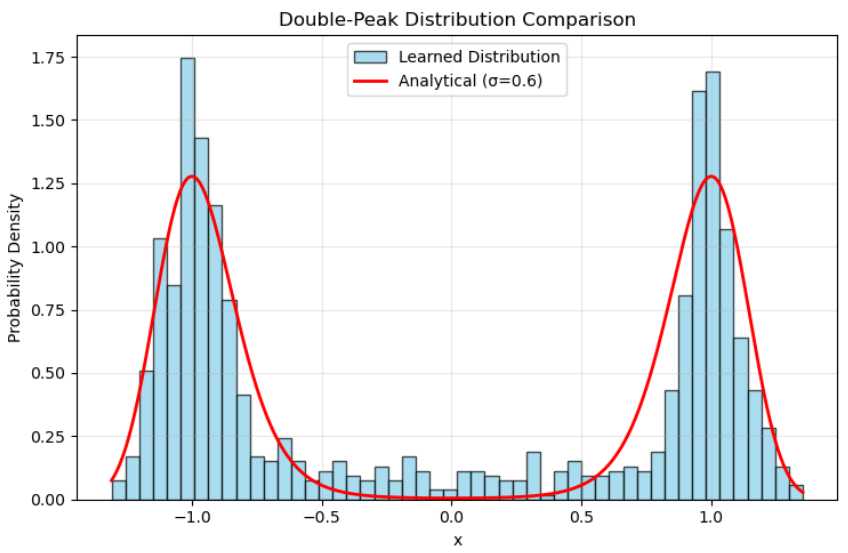 Double-Peak Distribution Comparison
Learned Distribution
Analytical (σ=0.6)
Probability Density
1.75
1.50
1.25
1.00
0.75
0.50
0.25
0.00
−1.0 −0.5 0.0 0.5 1.0
x